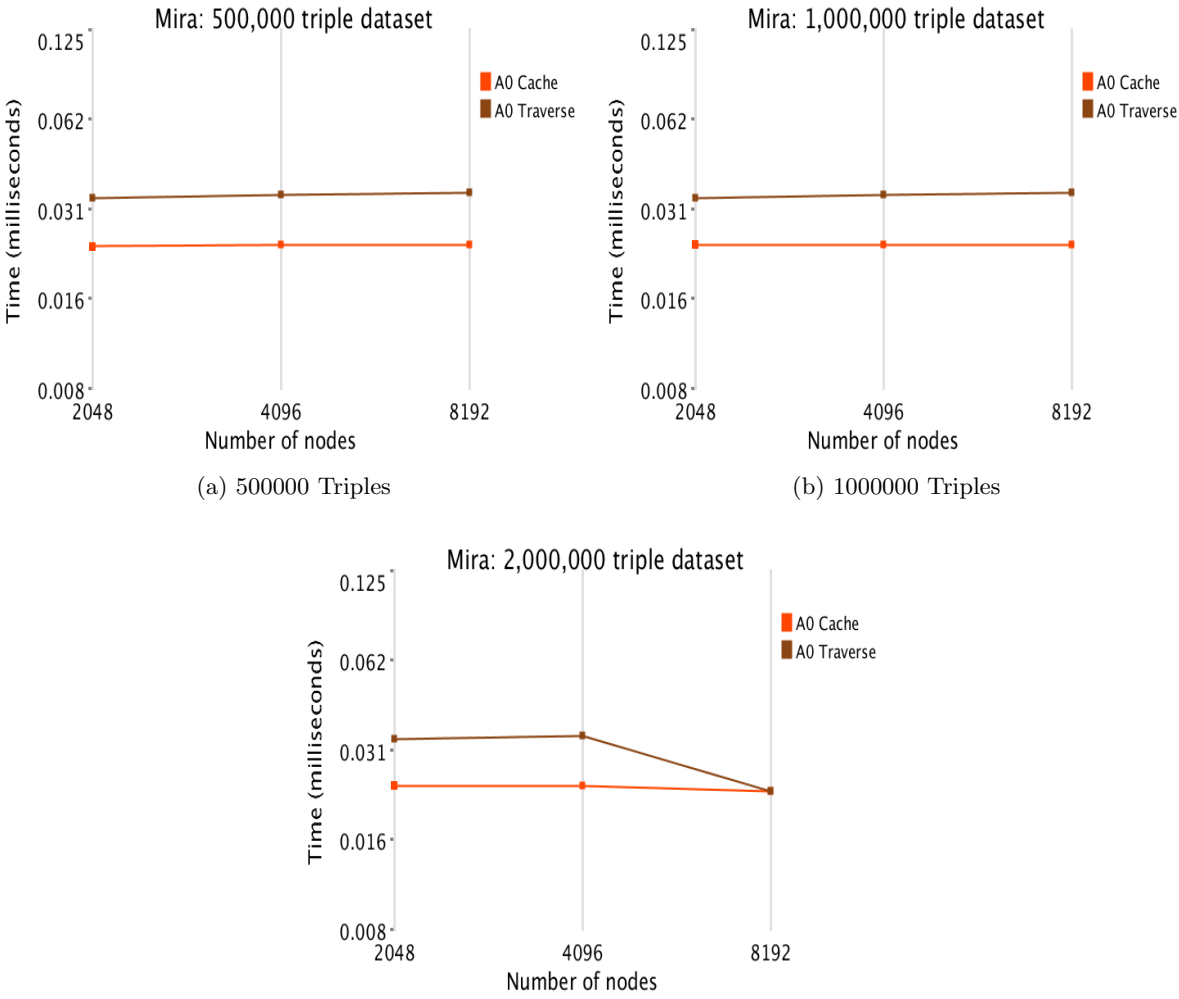 Mira: 500,000 triple dataset
0.125
0.062
0.031
0.016
0.008
Time (milliseconds)
2048 4096 8192
Number of nodes
A0 Cache
A0 Traverse
(a) 500000 Triples
Mira: 1,000,000 triple dataset
0.125
0.062
0.031
0.016
0.008
Time (milliseconds)
2048 4096 8192
Number of nodes
A0 Cache
A0 Traverse
(b) 1000000 Triples
Mira: 2,000,000 triple dataset
0.125
0.062
0.031
0.016
0.008
Time (milliseconds)
2048 4096 8192
Number of nodes
A0 Cache
A0 Traverse